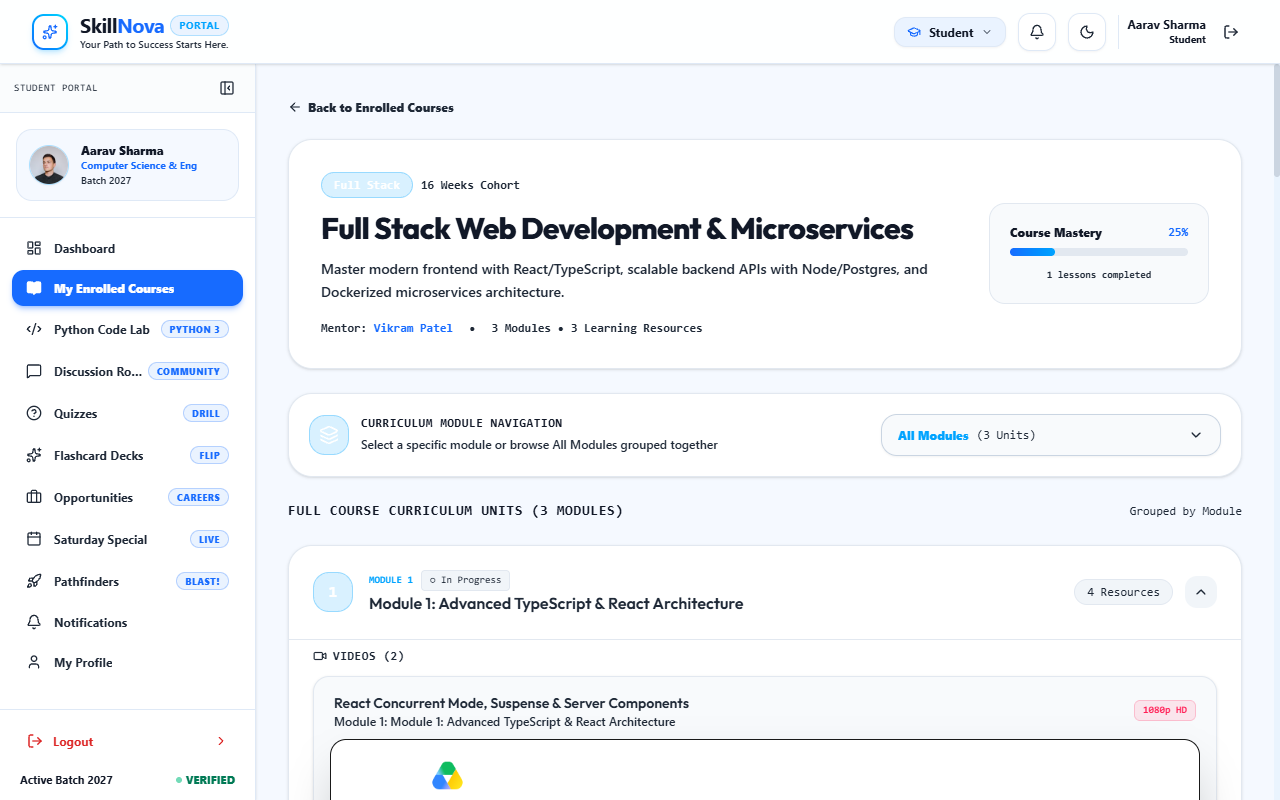 SkillNova PORTAL
Your Path to Success Starts Here.
Student
Aarav Sharma
Student
STUDENT PORTAL
Aarav Sharma
Computer Science & Eng
Batch 2027
Dashboard
My Enrolled Courses
Python Code Lab PYTHON 3
Discussion Ro... COMMUNITY
Quizzes DRILL
Flashcard Decks FLIP
Opportunities CAREERS
Saturday Special LIVE
Pathfinders BLAST!
Notifications
My Profile
Logout
Active Batch 2027 VERIFIED
Back to Enrolled Courses
Full Stack 16 Weeks Cohort
Full Stack Web Development & Microservices
Master modern frontend with React/TypeScript, scalable backend APIs with Node/Postgres, and
Dockerized microservices architecture.
Mentor: Vikram Patel • 3 Modules • 3 Learning Resources
Course Mastery 25%
1 lessons completed
CURRICULUM MODULE NAVIGATION
Select a specific module or browse All Modules grouped together
All Modules (3 Units)
FULL COURSE CURRICULUM UNITS (3 MODULES)
Grouped by Module
1
MODULE 1 ○ In Progress
Module 1: Advanced TypeScript & React Architecture
4 Resources
VIDEOS (2)
React Concurrent Mode, Suspense & Server Components
Module 1: Module 1: Advanced TypeScript & React Architecture
1080p HD